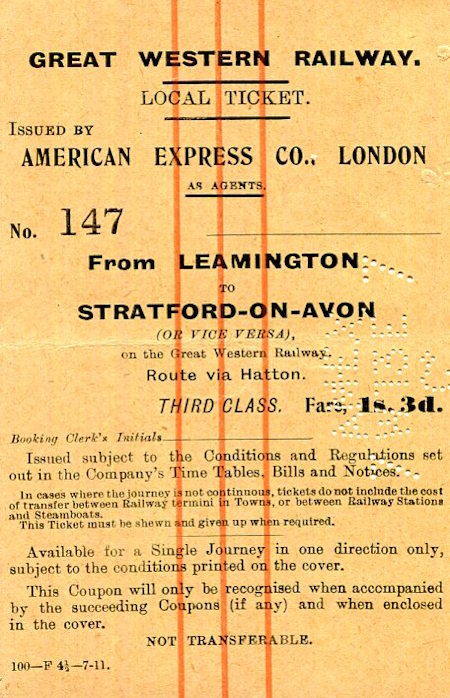 GREAT WESTERN RAILWAY.
LOCAL TICKET.
ISSUED BY
AMERICAN EXPRESS CO., LONDON
AS AGENTS.
No. 147
From LEAMINGTON
TO
STRATFORD-ON-AVON
(OR VICE VERSA),
on the Great Western Railway.
Route via Hatton.
THIRD CLASS. Fare, 1s. 3d.
Booking Clerk's Initials
Issued subject to the Conditions and Regulations set
out in the Company's Time Tables, Bills and Notices.
In cases where the journey is not continuous, tickets do not include the cost
of transfer between Railway termini in Towns, or between Railway Stations
and Steamboats.
This Ticket must be shewn and given up when required.
Available for a Single Journey in one direction only,
subject to the conditions printed on the cover.
This Coupon will only be recognised when accompanied
by the succeeding Coupons (if any) and when enclosed
in the cover.
NOT TRANSFERABLE.
100—F 4½—7-11.